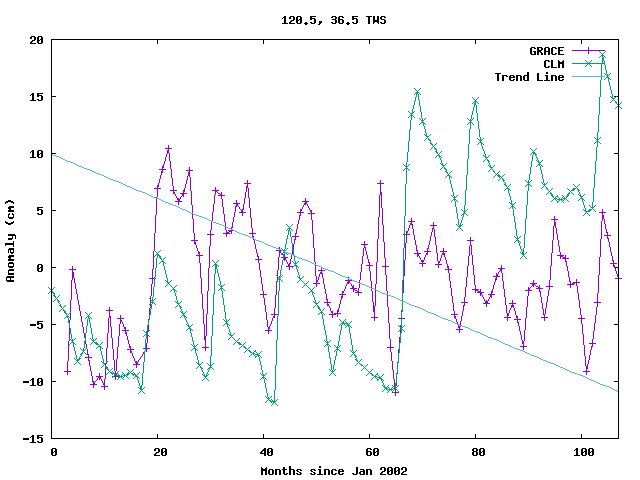 120.5, 36.5 TWS
GRACE
CLM
Trend Line
20
15
10
5
0
-5
-10
-15
Anomaly (cm)
0 20 40 60 80 100
Months since Jan 2002